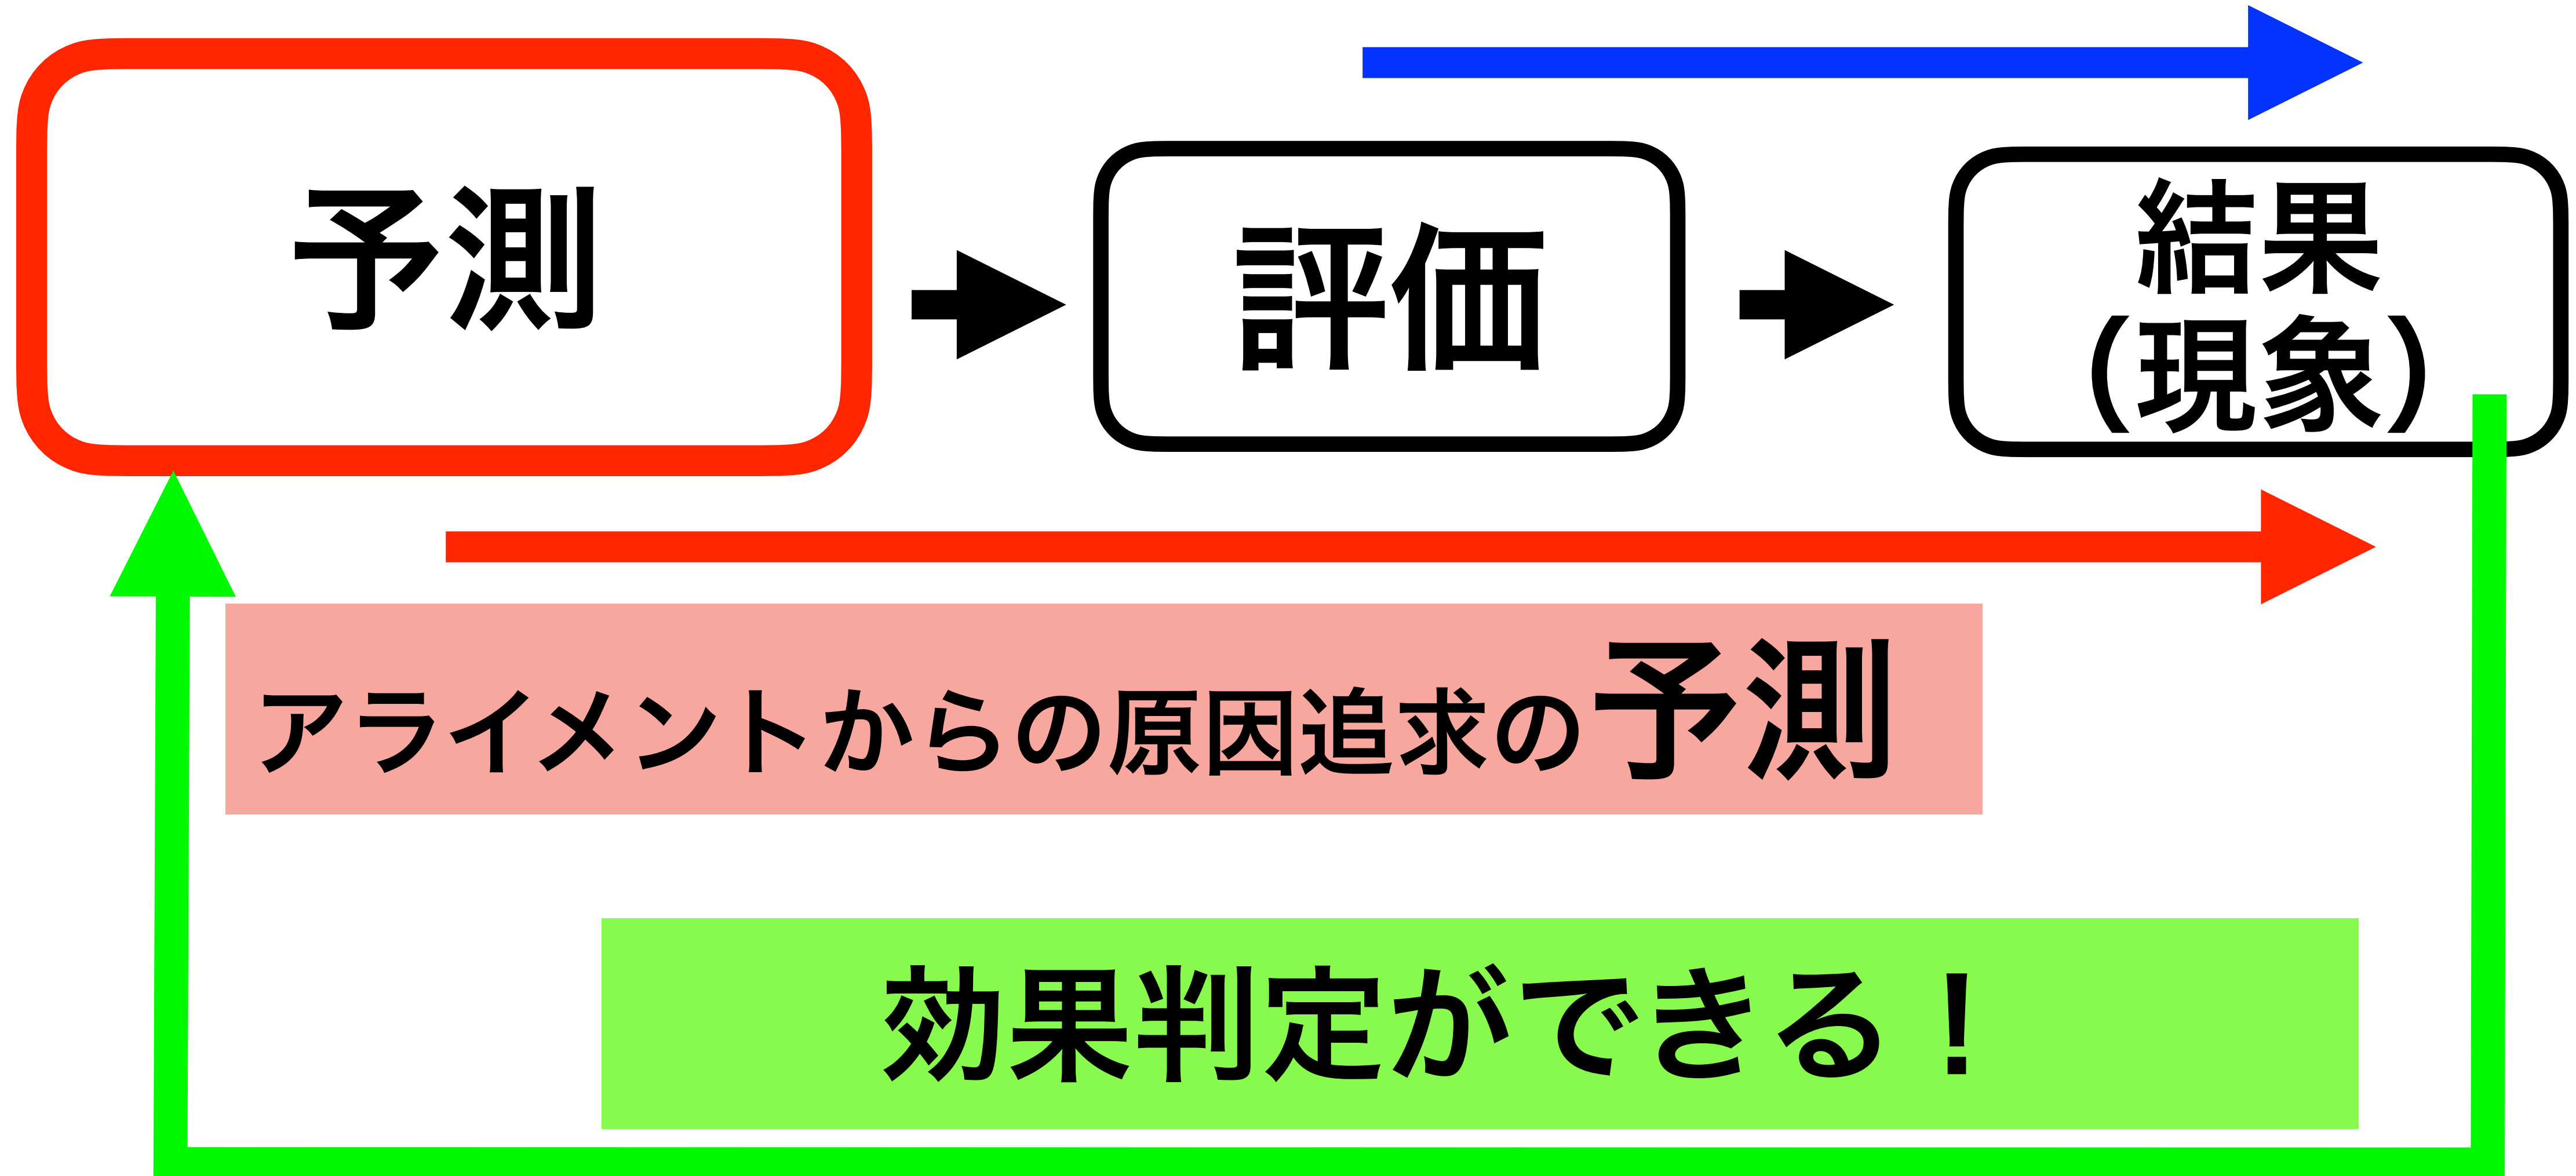 予測
評価
結果
（現象）
アライメントからの原因追求の予測
効果判定ができる！